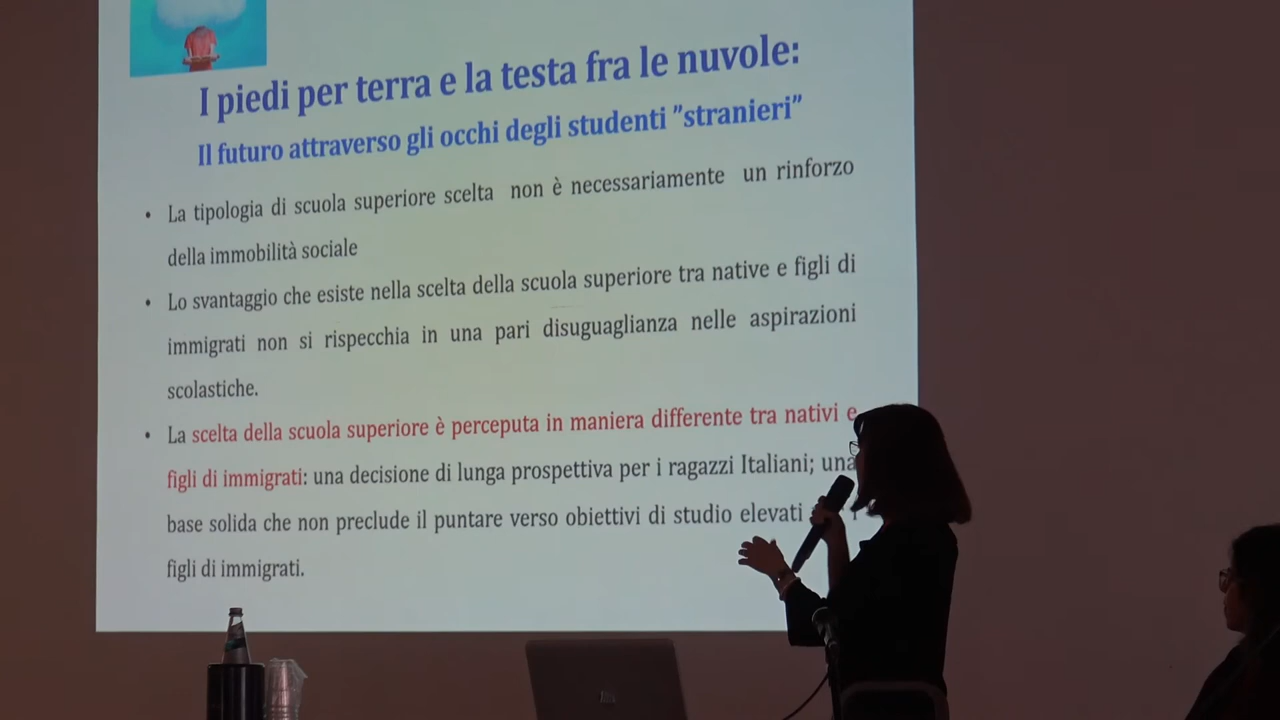 I piedi per terra e la testa fra le nuvole:
Il futuro attraverso gli occhi degli studenti ”stranieri”
• La tipologia di scuola superiore scelta non è necessariamente un rinforzo
della immobilità sociale
• Lo svantaggio che esiste nella scelta della scuola superiore tra native e figli di
immigrati non si rispecchia in una pari disuguaglianza nelle aspirazioni
scolastiche.
• La scelta della scuola superiore è perceputa in maniera differente tra nativi e
figli di immigrati: una decisione di lunga prospettiva per i ragazzi Italiani; una
base solida che non preclude il puntare verso obiettivi di studio elevati
figli di immigrati.